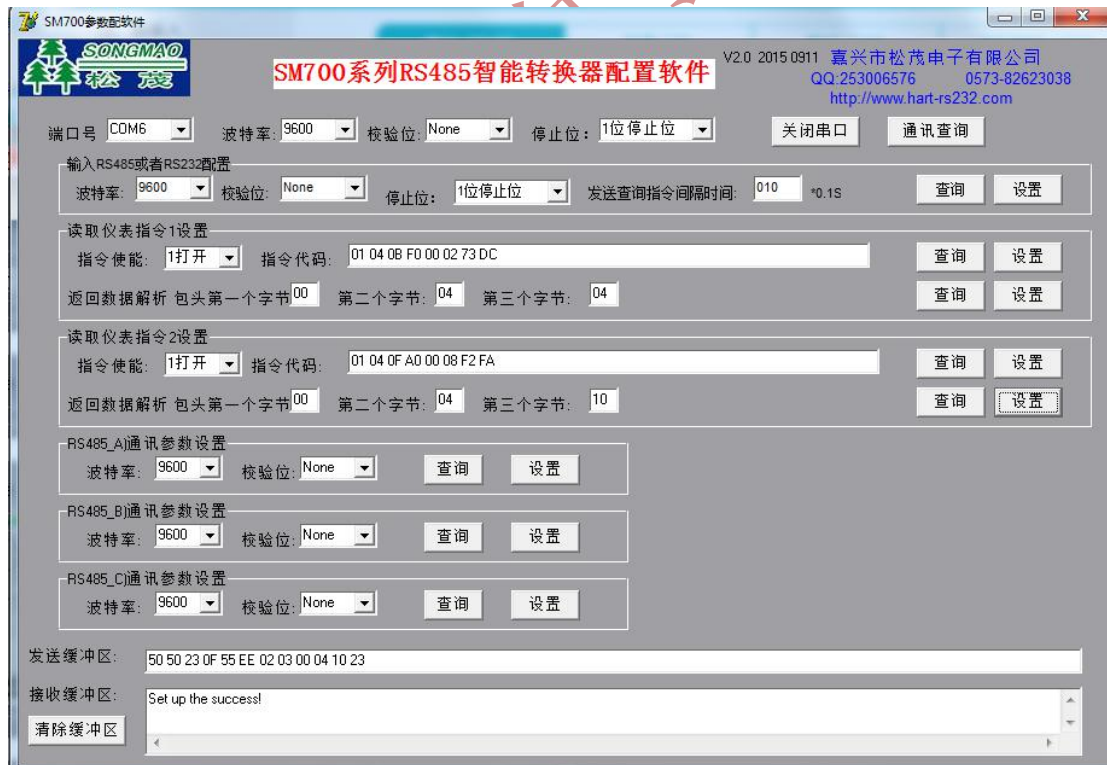 SM700参数配软件
SONGMAO
松茂
SM700系列RS485智能转换器配置软件
V2.0 20150911 嘉兴市松茂电子有限公司
QQ:253006576 0573-82623038
http://www.hart-rs232.com
端口号 COM6 波特率: 9600 校验位: None 停止位: 1位停止位 关闭串口 通讯查询
输入RS485或者RS232配置
波特率: 9600 校验位: None 停止位: 1位停止位 发送查询指令间隔时间: 010 *0.1S 查询 设置
读取仪表指令1设置
指令使能: 1打开 指令代码: 01 04 0B F0 00 02 73 DC 查询 设置
返回数据解析 包头第一个字节 00 第二个字节: 04 第三个字节: 04 查询 设置
读取仪表指令2设置
指令使能: 1打开 指令代码: 01 04 0F A0 00 08 F2 FA 查询 设置
返回数据解析 包头第一个字节 00 第二个字节: 04 第三个字节: 10 查询 设置
RS485_A)通讯参数设置
波特率: 9600 校验位: None 查询 设置
RS485_B)通讯参数设置
波特率: 9600 校验位: None 查询 设置
RS485_C)通讯参数设置
波特率: 9600 校验位: None 查询 设置
发送缓冲区: 50 50 23 0F 55 EE 02 03 00 04 10 23
接收缓冲区: Set up the success!
清除缓冲区